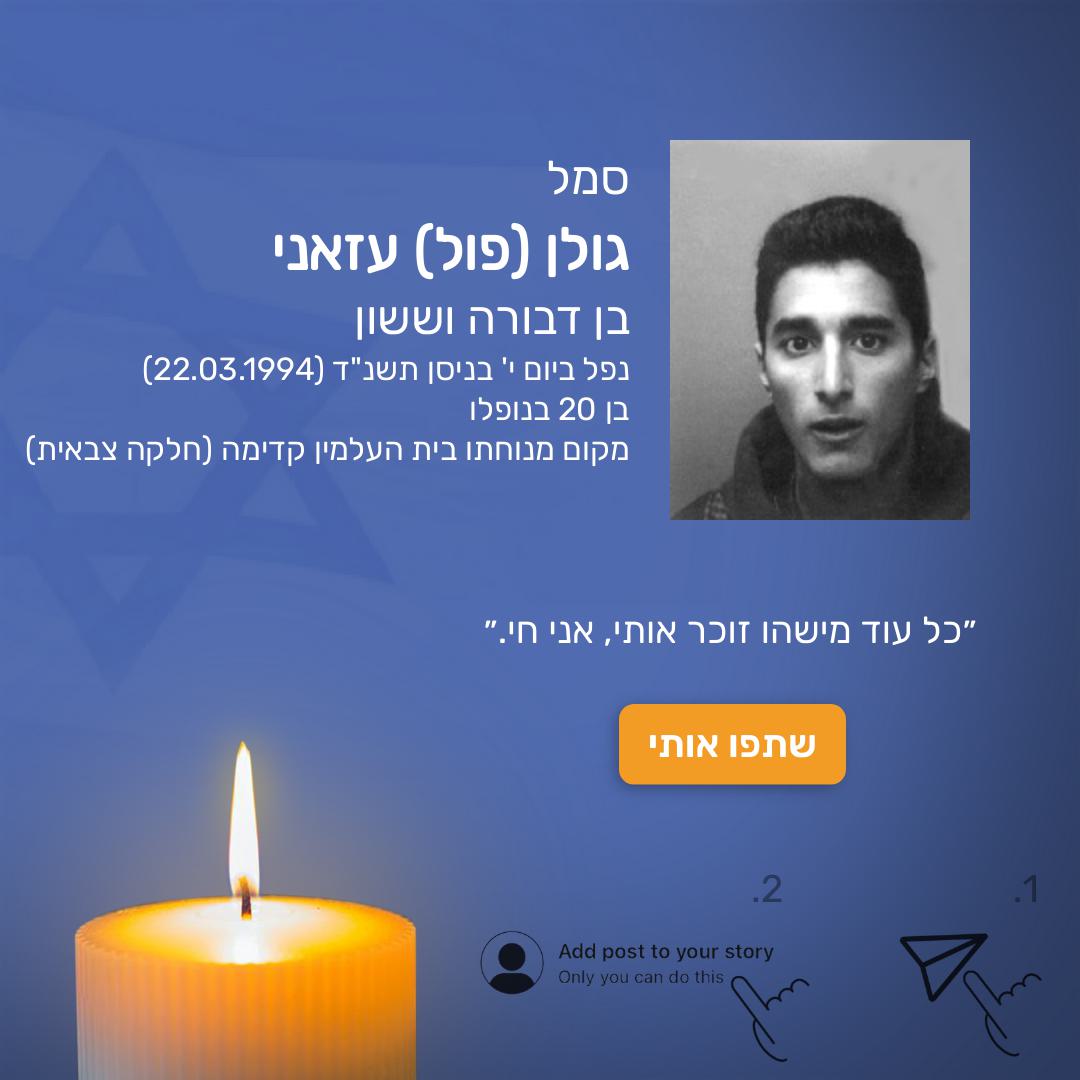 סמל
גולן (פול) עזאני
בן דבורה וששון
נפל ביום י' בניסן תשנ"ד (22.03.1994)
בן 20 בנופלו
מקום מנוחתו בית העלמין קדימה (חלקה צבאית)
״כל עוד מישהו זוכר אותי, אני חי.״
שתפו אותי
.1
.2
Add post to your story
Only you can do this